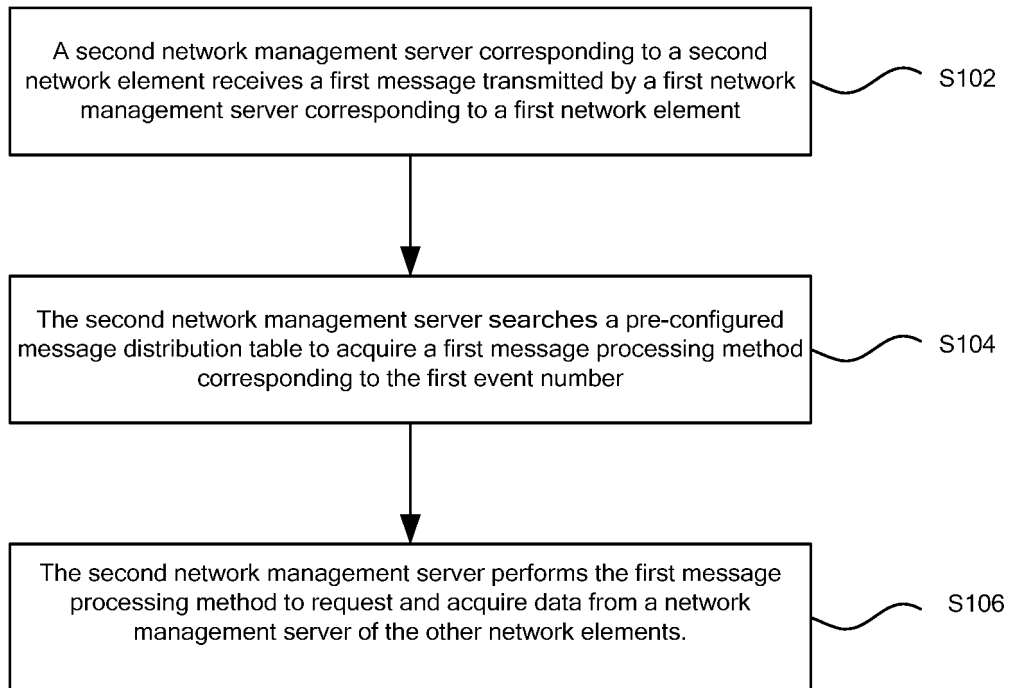 A second network management server corresponding to a second
network element receives a first message transmitted by a first network
management server corresponding to a first network element
S102
The second network management server searches a pre-configured
message distribution table to acquire a first message processing method
corresponding to the first event number
S104
The second network management server performs the first message
processing method to request and acquire data from a network
management server of the other network elements.
S106